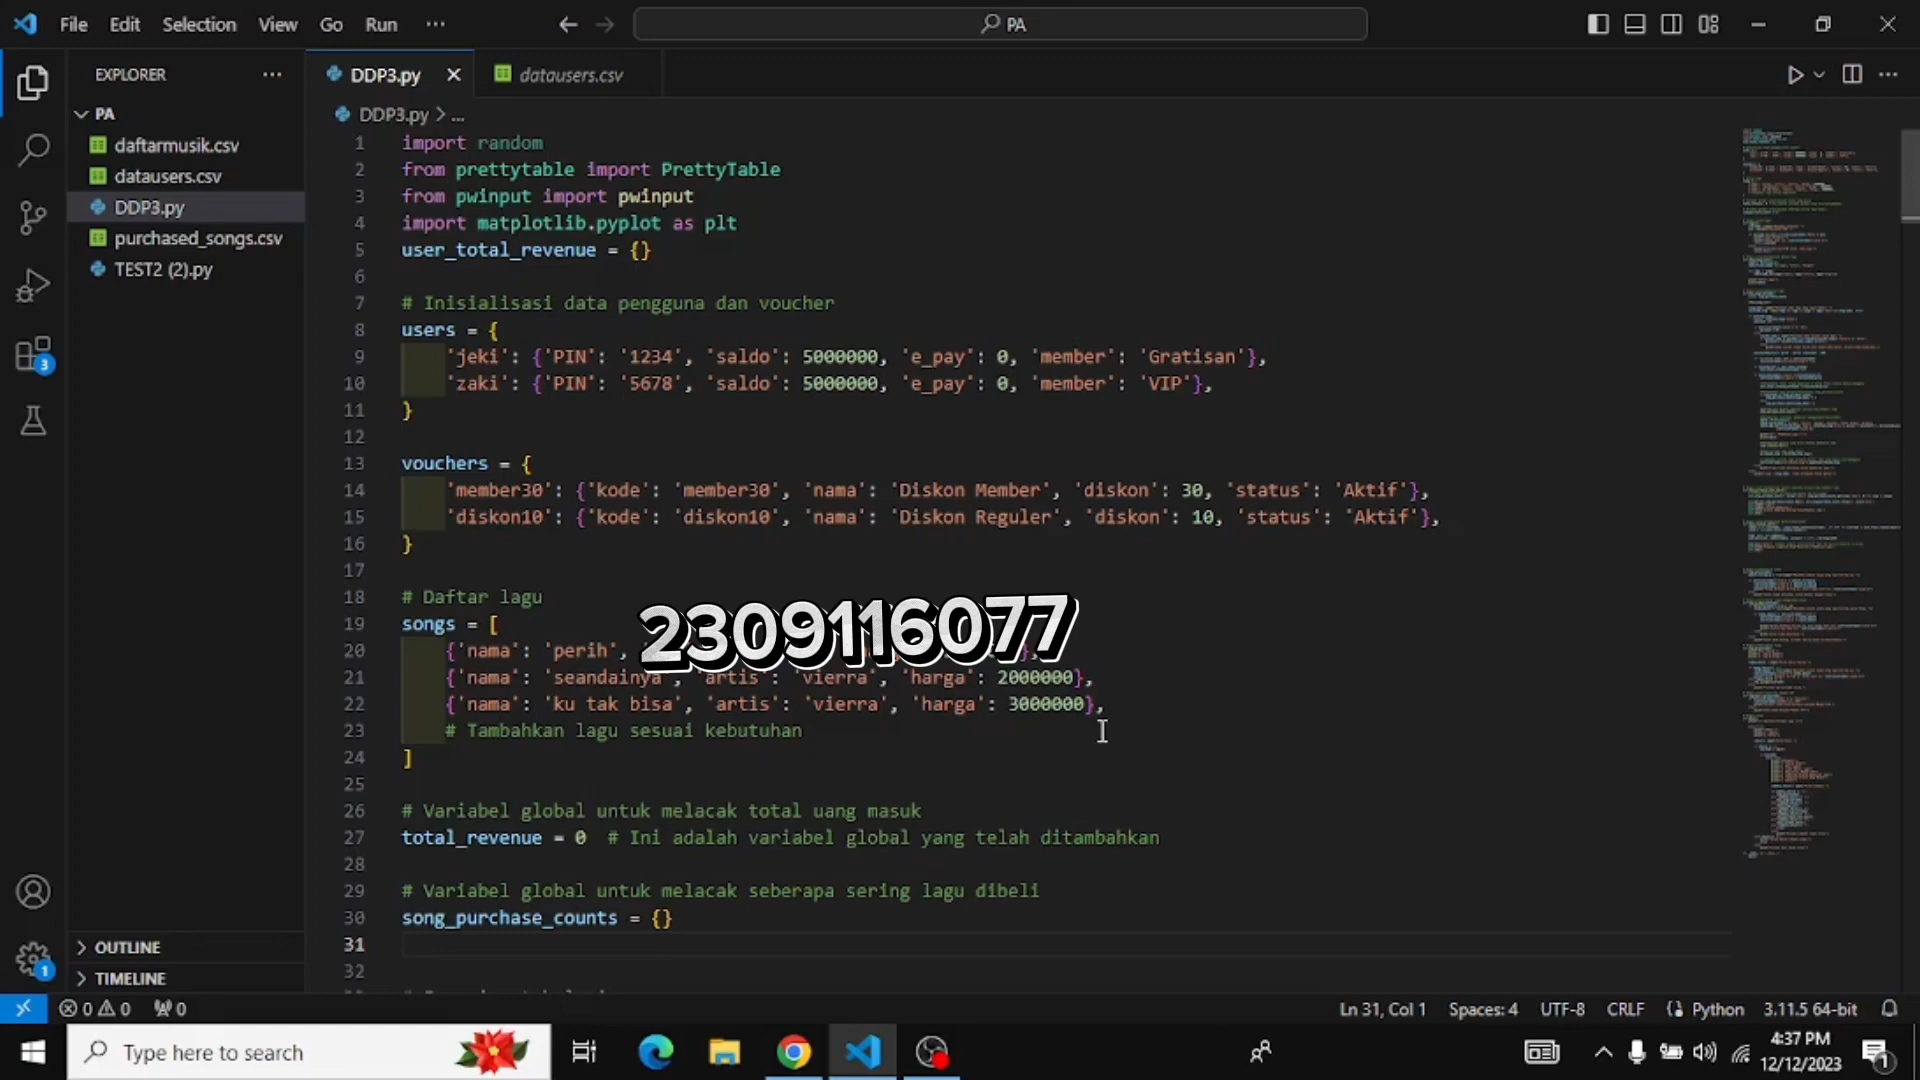 File Edit Selection View Go Run ···
PA
EXPLORER ···
PA
daftarmusik.csv
datausers.csv
DDP3.py
purchased_songs.csv
TEST2 (2).py
OUTLINE
TIMELINE
DDP3.py
datausers.csv
DDP3.py > ...
1 import random
2 from prettytable import PrettyTable
3 from pwinput import pwinput
4 import matplotlib.pyplot as plt
5 user_total_revenue = {}
6
7 # Inisialisasi data pengguna dan voucher
8 users = {
9 'jeki': {'PIN': '1234', 'saldo': 5000000, 'e_pay': 0, 'member': 'Gratisan'},
10 'zaki': {'PIN': '5678', 'saldo': 5000000, 'e_pay': 0, 'member': 'VIP'},
11 }
12
13 vouchers = {
14 'member30': {'kode': 'member30', 'nama': 'Diskon Member', 'diskon': 30, 'status': 'Aktif'},
15 'diskon10': {'kode': 'diskon10', 'nama': 'Diskon Reguler', 'diskon': 10, 'status': 'Aktif'},
16 }
17
18 # Daftar lagu
19 songs = [
2309116077
20 {'nama': 'perih', },
21 {'nama': 'seandainya', 'artis': 'vierra', 'harga': 2000000},
22 {'nama': 'ku tak bisa', 'artis': 'vierra', 'harga': 3000000},
23 # Tambahkan lagu sesuai kebutuhan
24 ]
25
26 # Variabel global untuk melacak total uang masuk
27 total_revenue = 0 # Ini adalah variabel global yang telah ditambahkan
28
29 # Variabel global untuk melacak seberapa sering lagu dibeli
30 song_purchase_counts = {}
31
32
3
1
0 0 0
Ln 31, Col 1 Spaces: 4 UTF-8 CRLF Python 3.11.5 64-bit
Type here to search
4:37 PM
12/12/2023
1